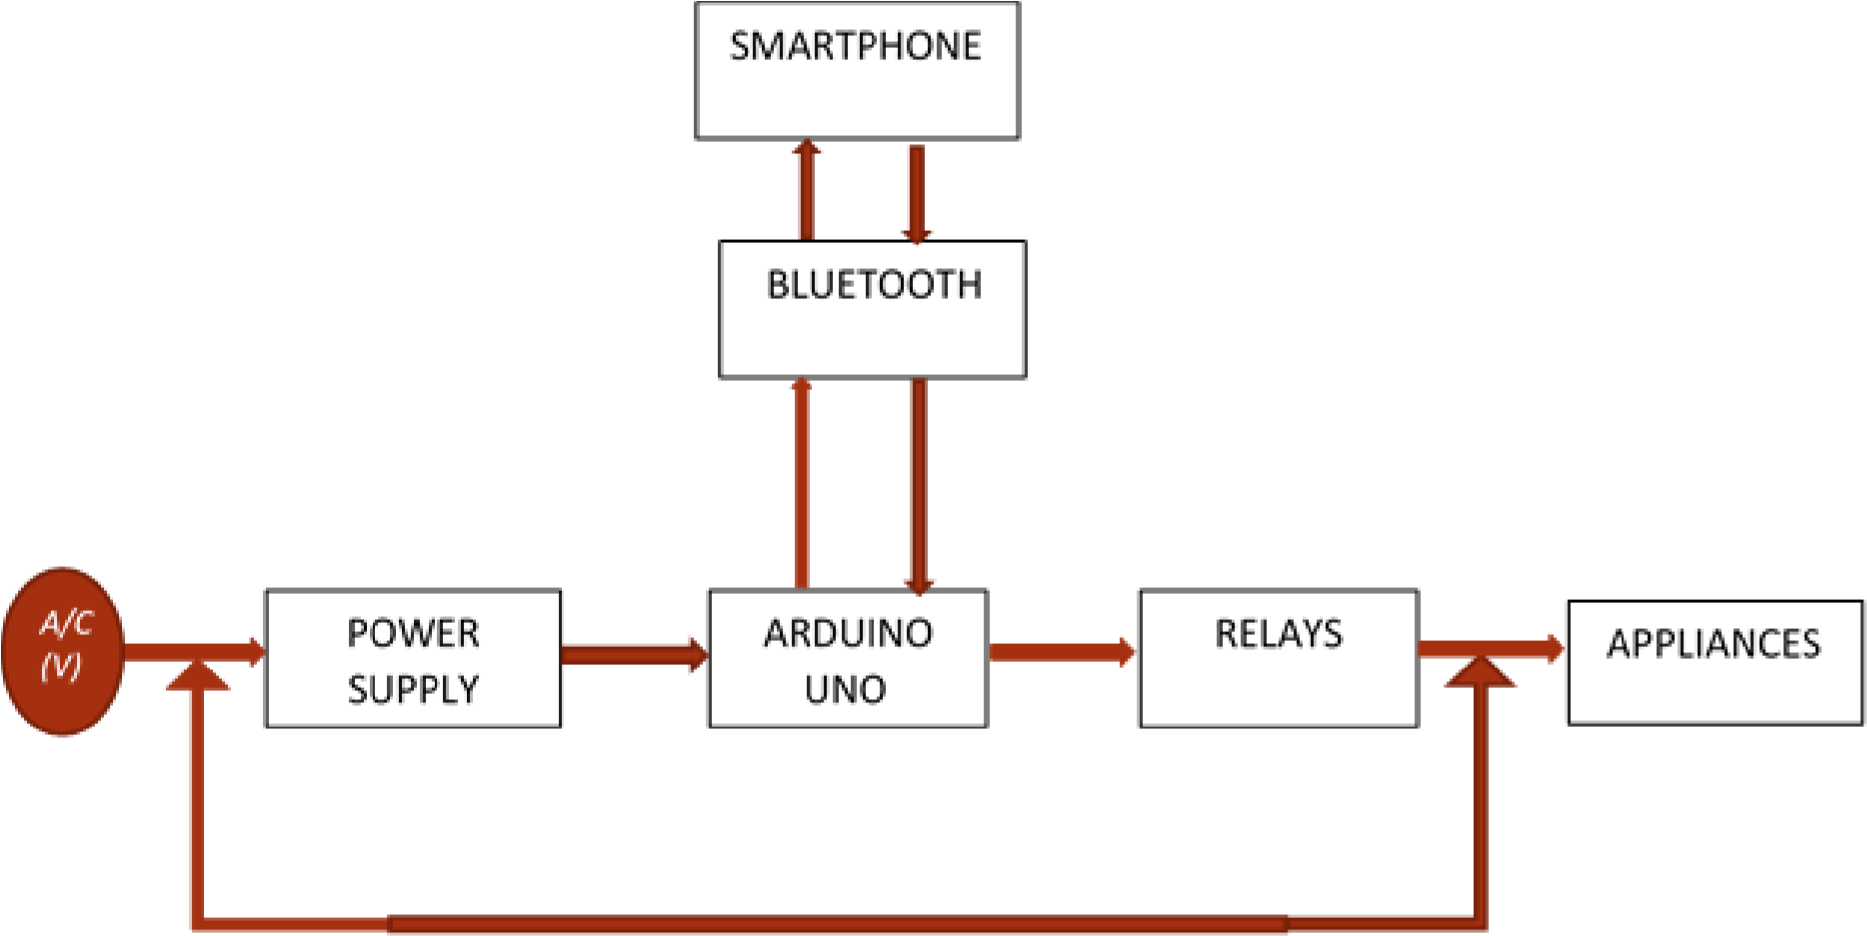 SMARTPHONE
BLUETOOTH
A/C
(V)
POWER
SUPPLY
ARDUINO
UNO
RELAYS
APPLIANCES